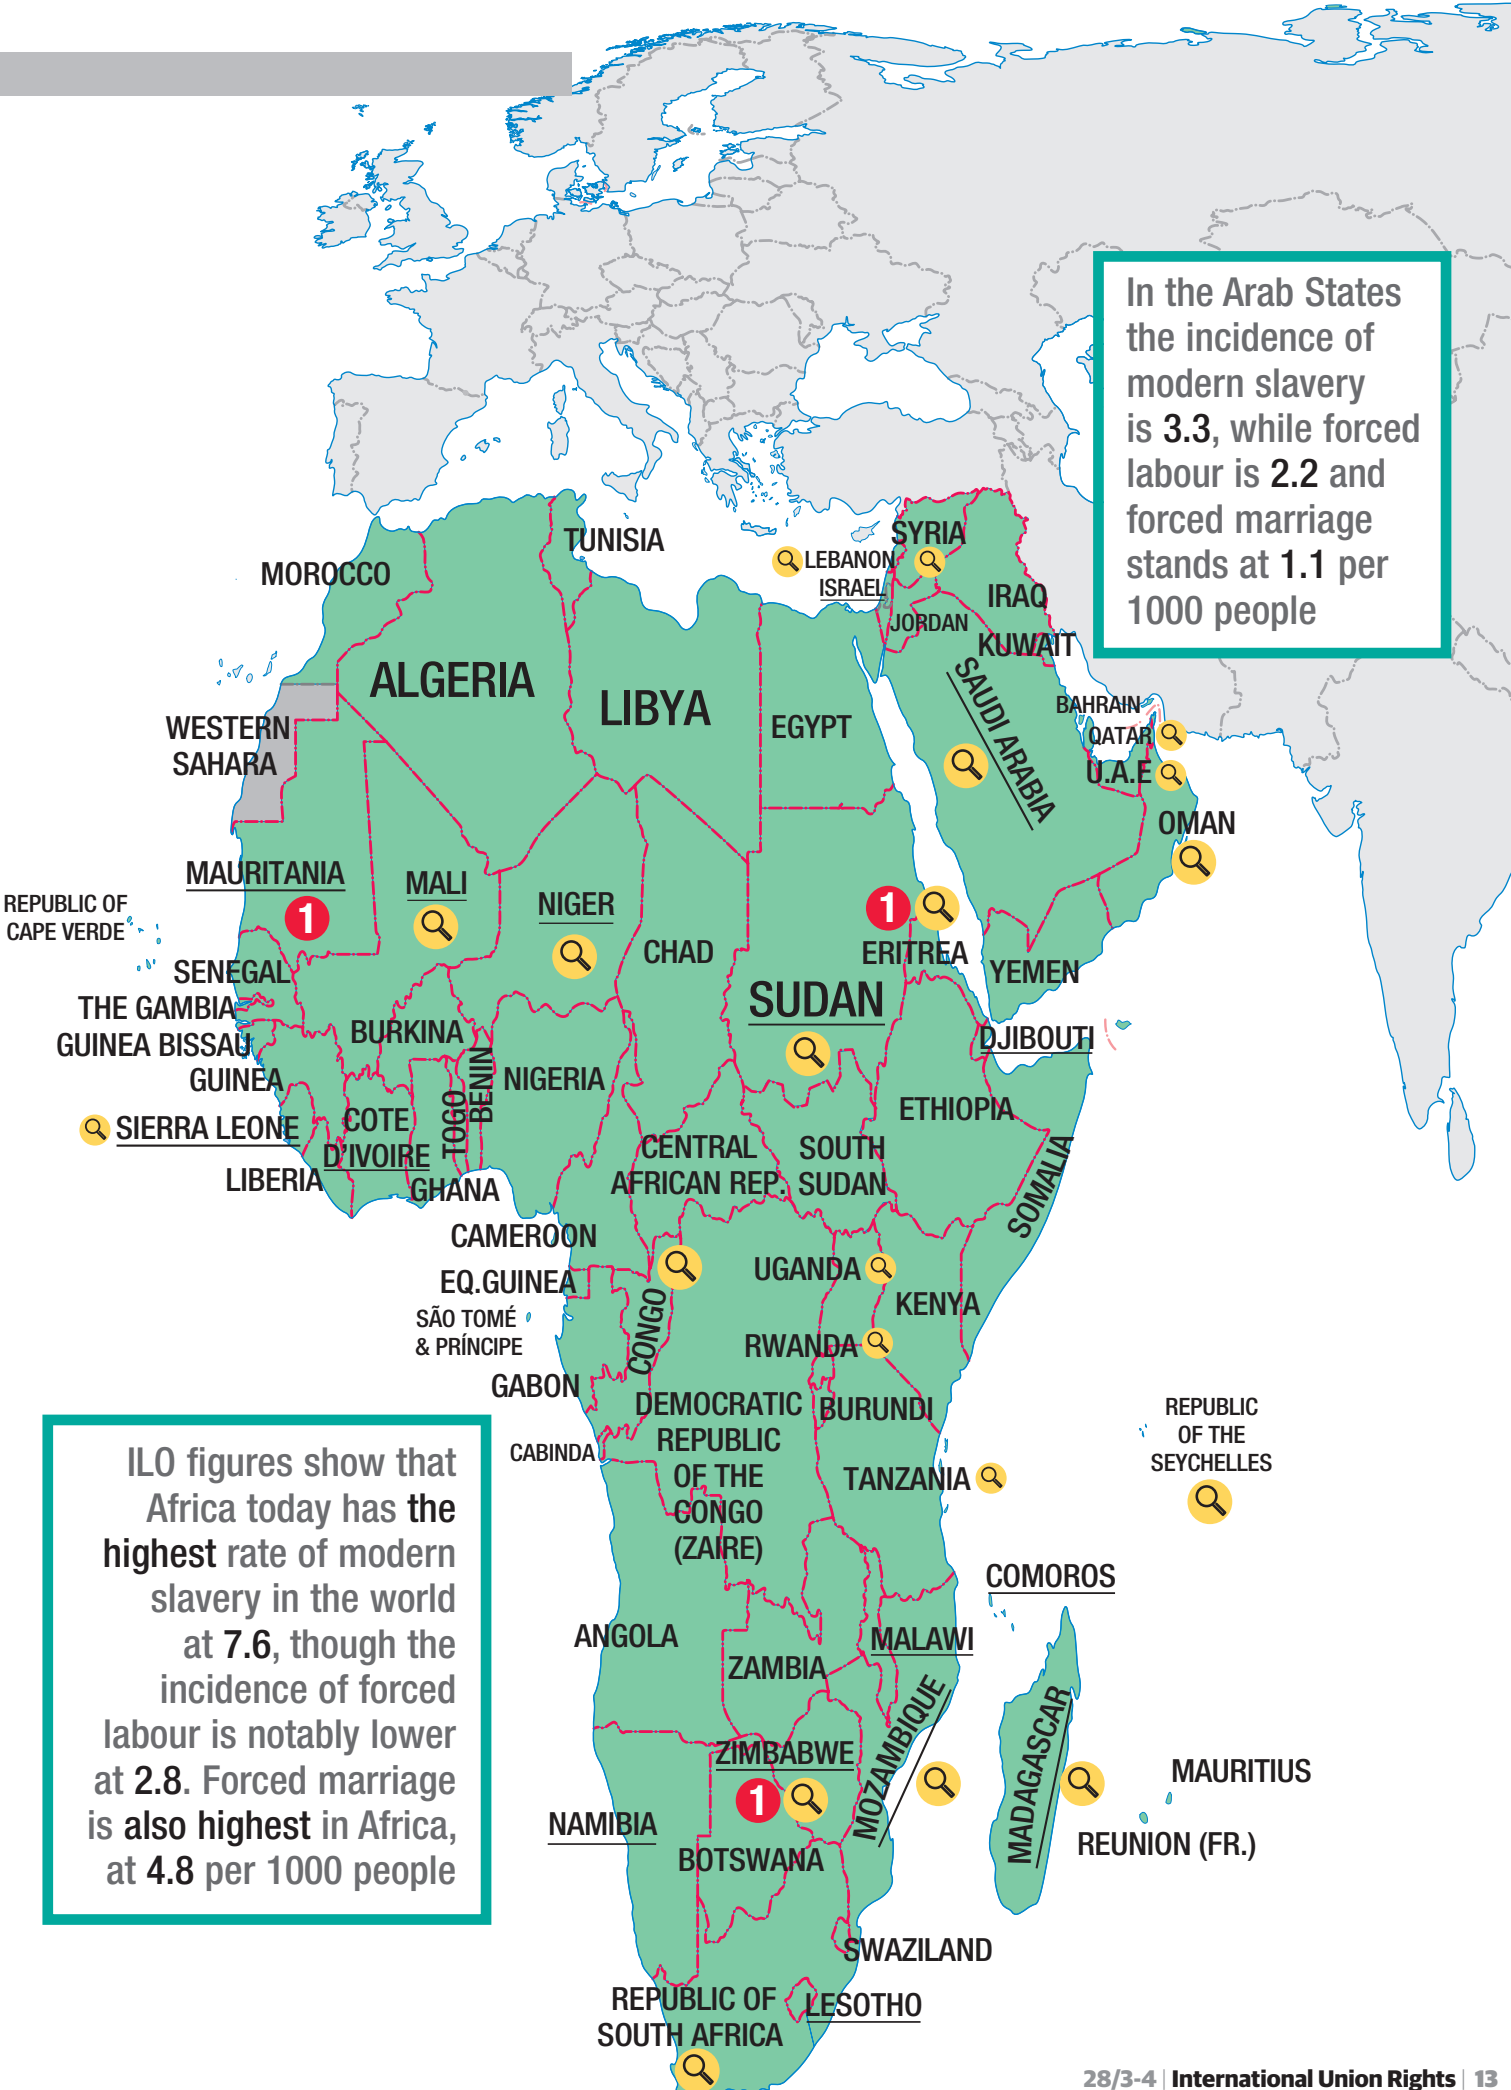 In the Arab States
the incidence of
modern slavery
is 3.3, while forced
labour is 2.2 and
forced marriage
stands at 1.1 per
1000 people
TUNISIA
SYRIA
LEBANON
ISRAEL
MOROCCO
IRAQ
JORDAN
KUWAIT
ALGERIA
LIBYA
EGYPT
SAUDI ARABIA
BAHRAIN
QATAR
U.A.E
WESTERN
SAHARA
OMAN
MAURITANIA
1
MALI
NIGER
REPUBLIC OF
CAPE VERDE
1
ERITREA
CHAD
SENEGAL
YEMEN
THE GAMBIA
SUDAN
BURKINA
GUINEA BISSAU
DJIBOUTI
GUINEA
BENIN
NIGERIA
TOGO
ETHIOPIA
SIERRA LEONE
COTE
D'IVOIRE
CENTRAL
AFRICAN REP.
SOUTH
SUDAN
SOMALIA
LIBERIA
GHANA
CAMEROON
UGANDA
EQ.GUINEA
KENYA
SÃO TOMÉ
& PRÍNCIPE
CONGO
RWANDA
GABON
DEMOCRATIC
REPUBLIC
OF THE
CONGO
(ZAIRE)
BURUNDI
REPUBLIC
OF THE
SEYCHELLES
CABINDA
TANZANIA
ILO figures show that
Africa today has the
highest rate of modern
slavery in the world
at 7.6, though the
incidence of forced
labour is notably lower
at 2.8. Forced marriage
is also highest in Africa,
at 4.8 per 1000 people
COMOROS
ANGOLA
MALAWI
ZAMBIA
MOZAMBIQUE
MADAGASCAR
ZIMBABWE
1
MAURITIUS
NAMIBIA
REUNION (FR.)
BOTSWANA
SWAZILAND
REPUBLIC OF
SOUTH AFRICA
LESOTHO
28/3-4 | International Union Rights | 13